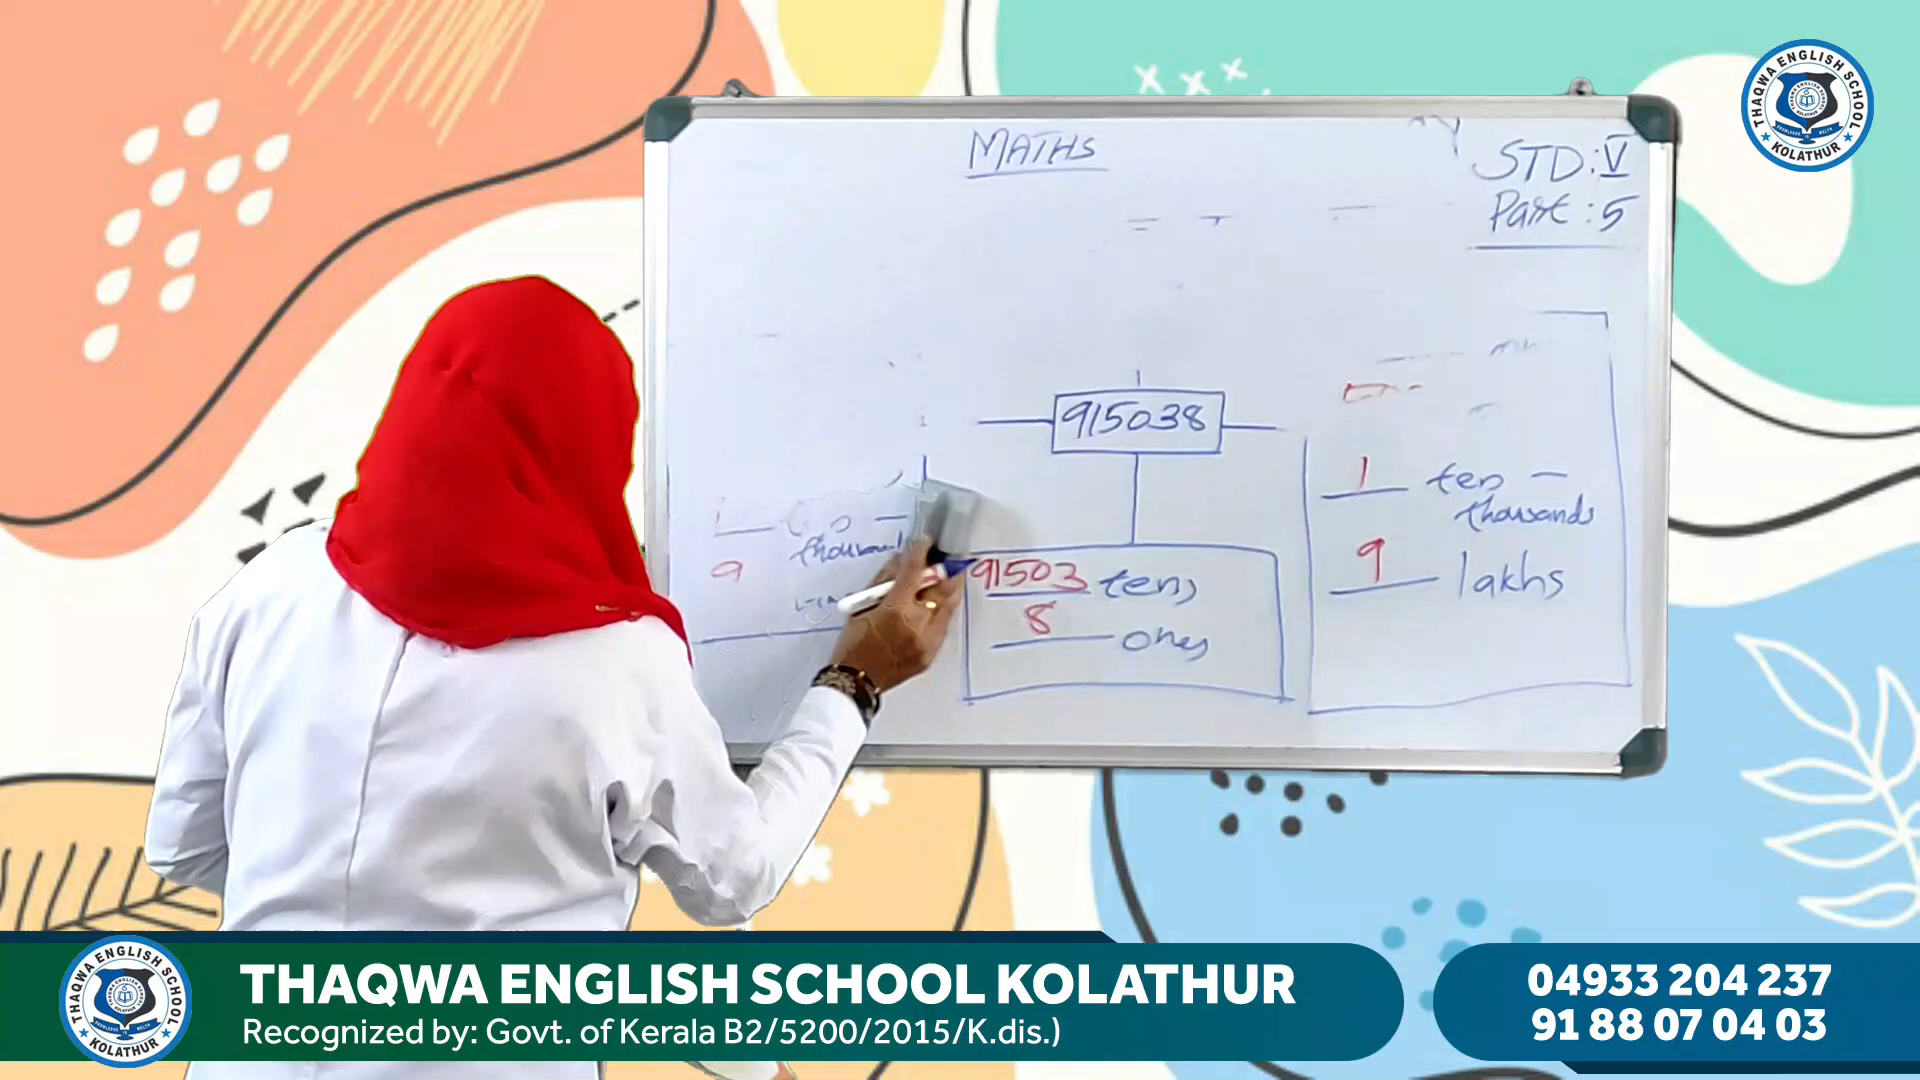 MATHS
STD: V
Part: 5
915038
1 ten -
thousands
9 lakhs
9
91503 tens
8 ones
THAQWA ENGLISH SCHOOL
KOLATHUR
THAQWA ENGLISH SCHOOL
KOLATHUR
THAQWA ENGLISH SCHOOL KOLATHUR
Recognized by: Govt. of Kerala B2/5200/2015/K.dis.)
04933 204 237
91 88 07 04 03